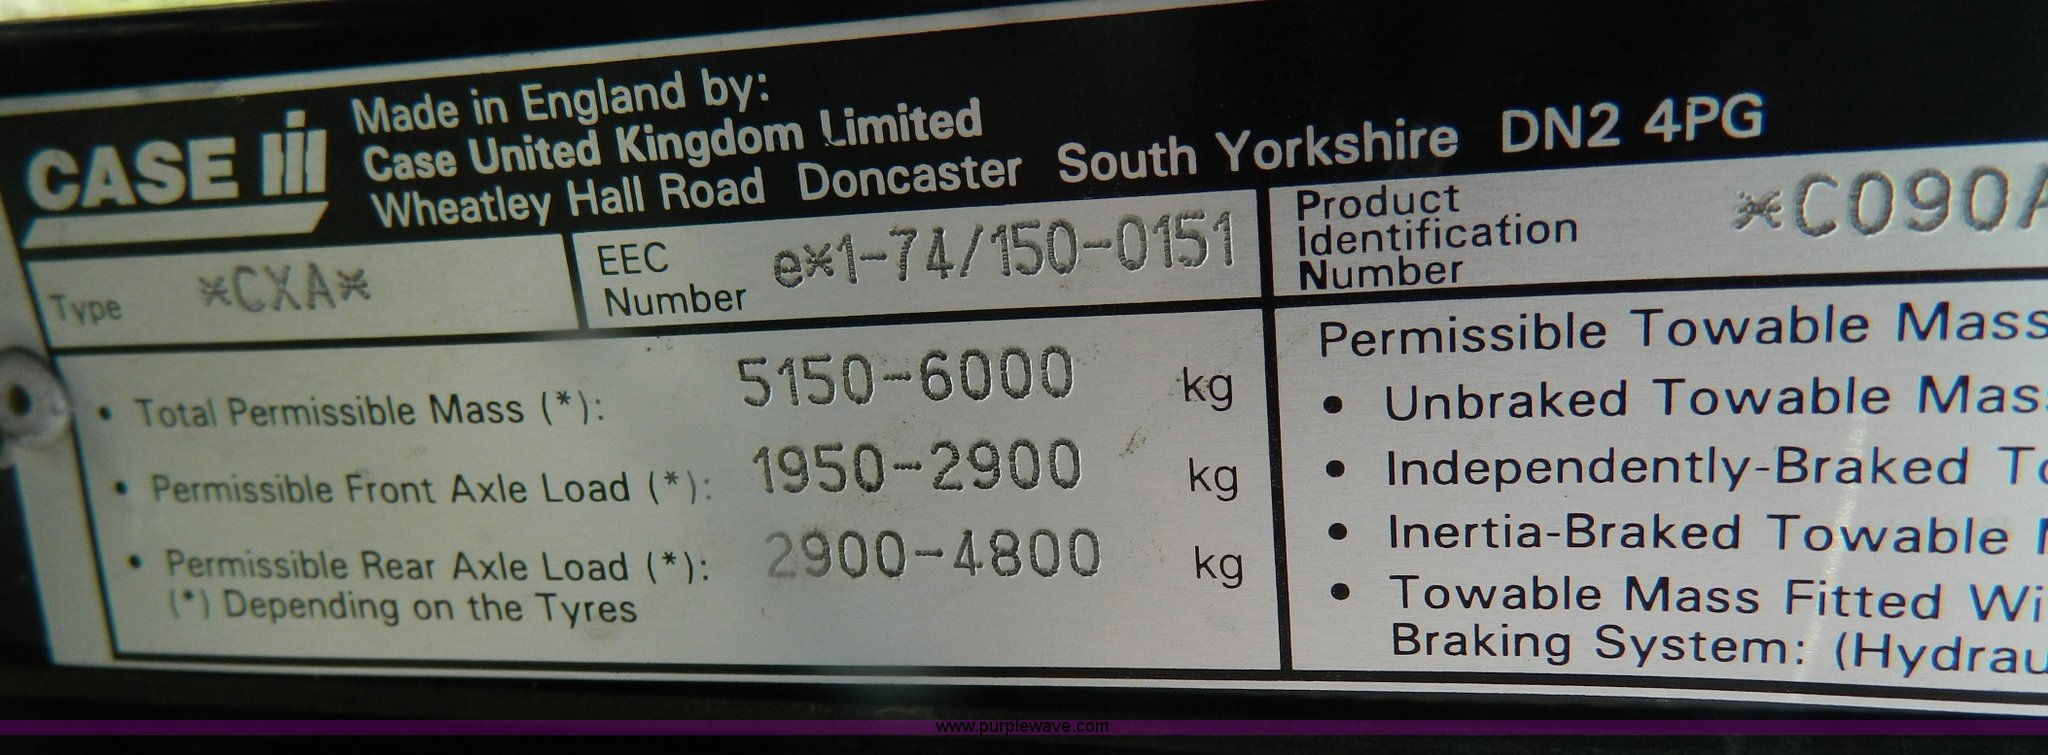 CASE IH
Made in England by:
Case United Kingdom Limited
Wheatley Hall Road Doncaster South Yorkshire DN2 4PG
Type *CXA*
EEC Number e*1-74/150-0151
Product Identification Number *C090A
• Total Permissible Mass (*): 5150-6000 kg
• Permissible Front Axle Load (*): 1950-2900 kg
• Permissible Rear Axle Load (*): 2900-4800 kg
(*) Depending on the Tyres
Permissible Towable Mass
• Unbraked Towable Mas
• Independently-Braked To
• Inertia-Braked Towable
• Towable Mass Fitted Wi
Braking System: (Hydrau
www.purplewave.com